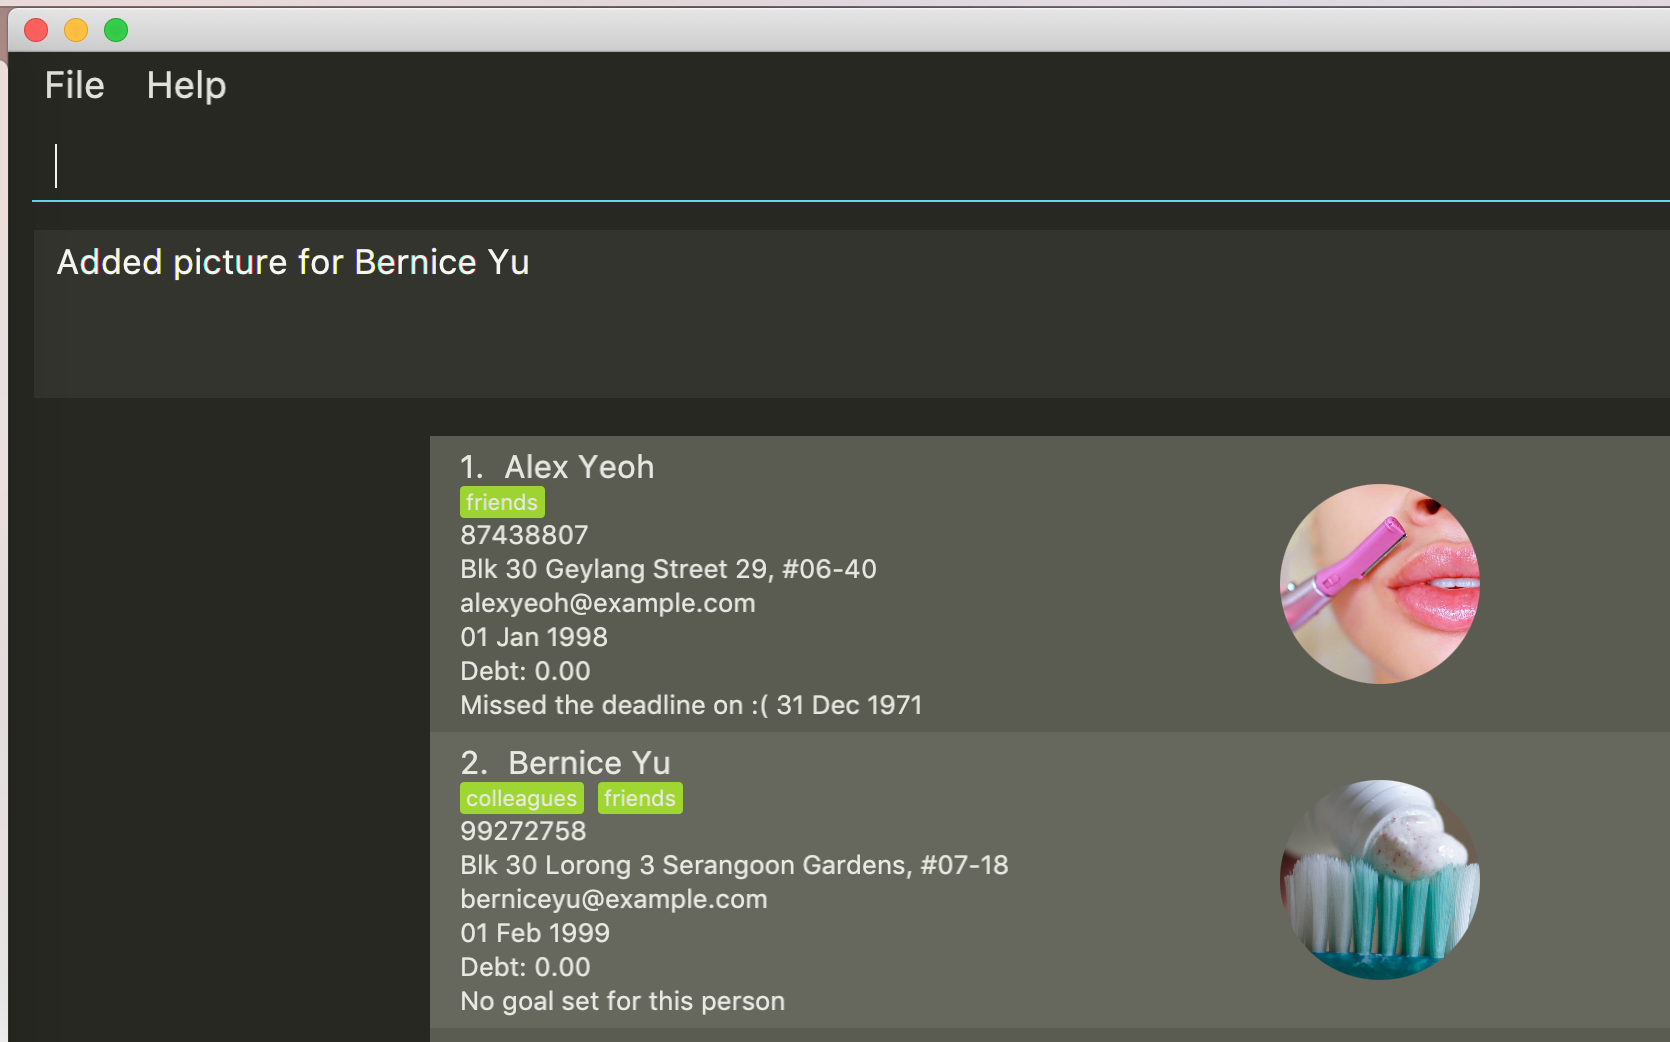 File Help
Added picture for Bernice Yu
1. Alex Yeoh
friends
87438807
Blk 30 Geylang Street 29, #06-40
alexyeoh@example.com
01 Jan 1998
Debt: 0.00
Missed the deadline on :( 31 Dec 1971
2. Bernice Yu
colleagues friends
99272758
Blk 30 Lorong 3 Serangoon Gardens, #07-18
berniceyu@example.com
01 Feb 1999
Debt: 0.00
No goal set for this person